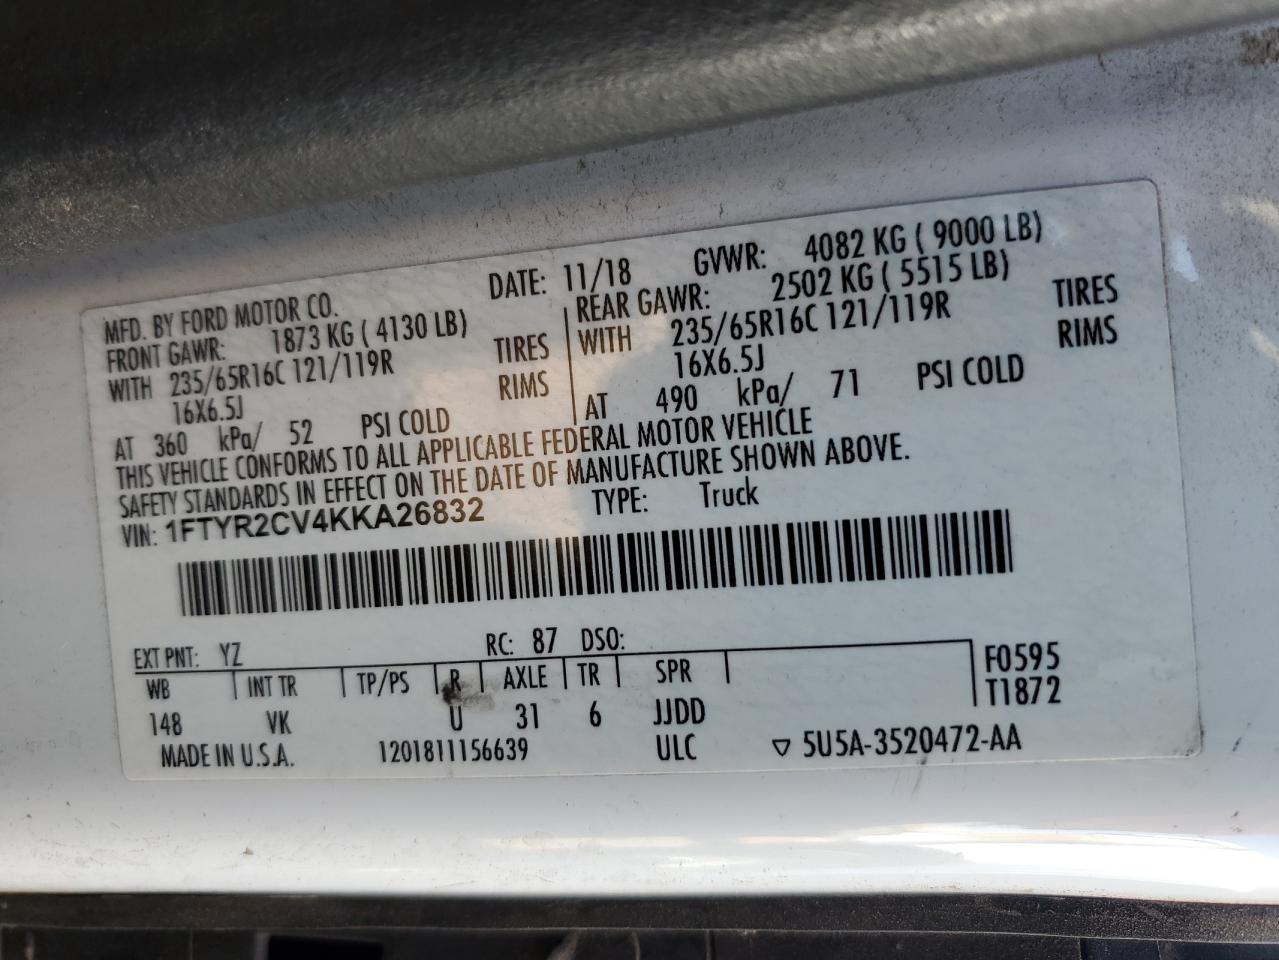 MFD. BY FORD MOTOR CO. DATE: 11/18 GVWR: 4082 KG ( 9000 LB)
FRONT GAWR: 1873 KG ( 4130 LB) REAR GAWR: 2502 KG ( 5515 LB)
WITH 235/65R16C 121/119R TIRES WITH 235/65R16C 121/119R TIRES
16X6.5J RIMS 16X6.5J RIMS
AT 360 kPa/ 52 PSI COLD AT 490 kPa/ 71 PSI COLD
THIS VEHICLE CONFORMS TO ALL APPLICABLE FEDERAL MOTOR VEHICLE
SAFETY STANDARDS IN EFFECT ON THE DATE OF MANUFACTURE SHOWN ABOVE.
VIN: 1FTYR2CV4KKA26832 TYPE: Truck
EXT PNT: YZ RC: 87 DSO:
WB INT TR TP/PS R AXLE TR SPR F0595
148 VK U 31 6 JJDD T1872
MADE IN U.S.A. 1201811156639 ULC ▽ 5U5A-3520472-AA